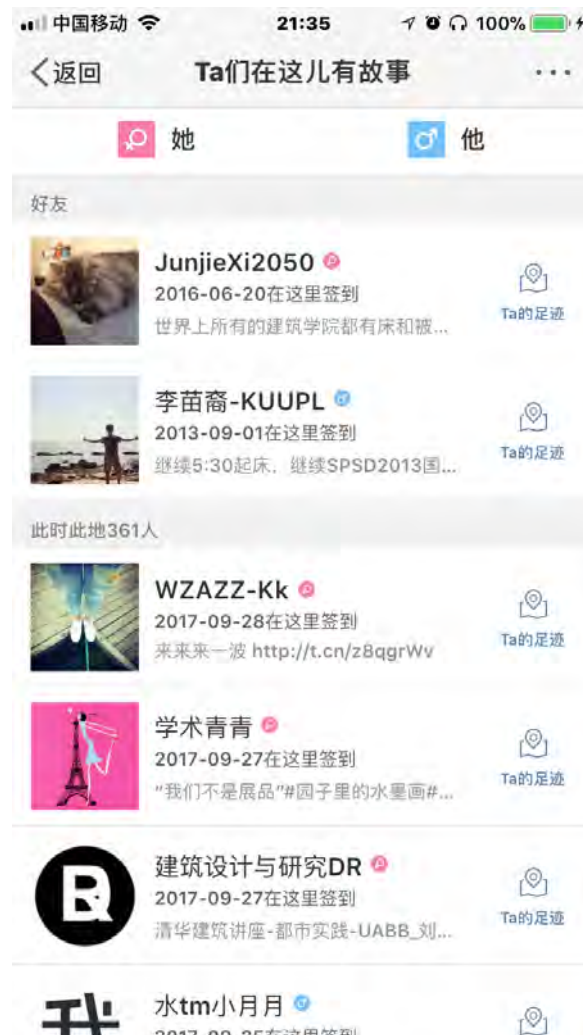 中国移动 21:35 100%
返回 Ta们在这儿有故事 ...
她 他
好友
JunjieXi2050
2016-06-20在这里签到
世界上所有的建筑学院都有床和被...
Ta的足迹
李苗裔-KUUPL
2013-09-01在这里签到
继续5:30起床，继续SPSD2013国...
Ta的足迹
此时此地361人
WZAZZ-Kk
2017-09-28在这里签到
来来来一波 http://t.cn/z8qgrWv
Ta的足迹
学术青青
2017-09-27在这里签到
“我们不是展品”#园子里的水墨画#...
Ta的足迹
建筑设计与研究DR
2017-09-27在这里签到
清华建筑讲座-都市实践-UABB_刘...
Ta的足迹
水tm小月月
2017-09-25在这里签到